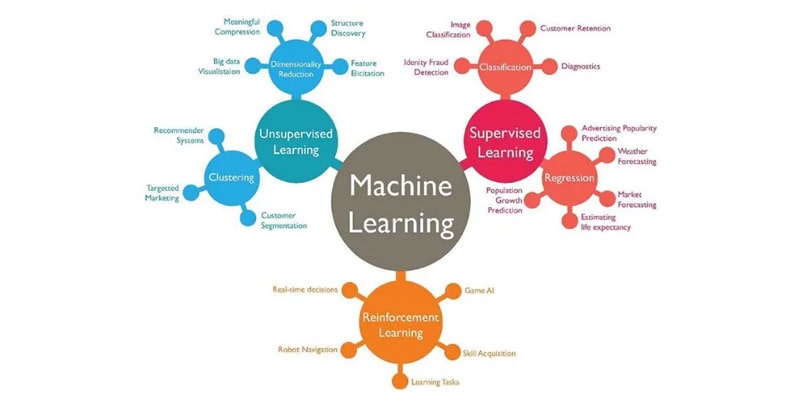 Meaningful
Compression
Structure
Discovery
Big data
Visualistaion
Dimensionality
Reduction
Feature
Elicitation
Unsupervised
Learning
Recommender
Systems
Clustering
Targetted
Marketing
Customer
Segmentation
Machine
Learning
Image
Classification
Customer Retention
Idenity Fraud
Detection
Classification
Diagnostics
Supervised
Learning
Advertising Popularity
Prediction
Weather
Forecasting
Regression
Population
Growth
Prediction
Market
Forecasting
Estimating
life expectancy
Real-time decisions
Game AI
Reinforcement
Learning
Robot Navigation
Skill Acquisition
Learning Tasks